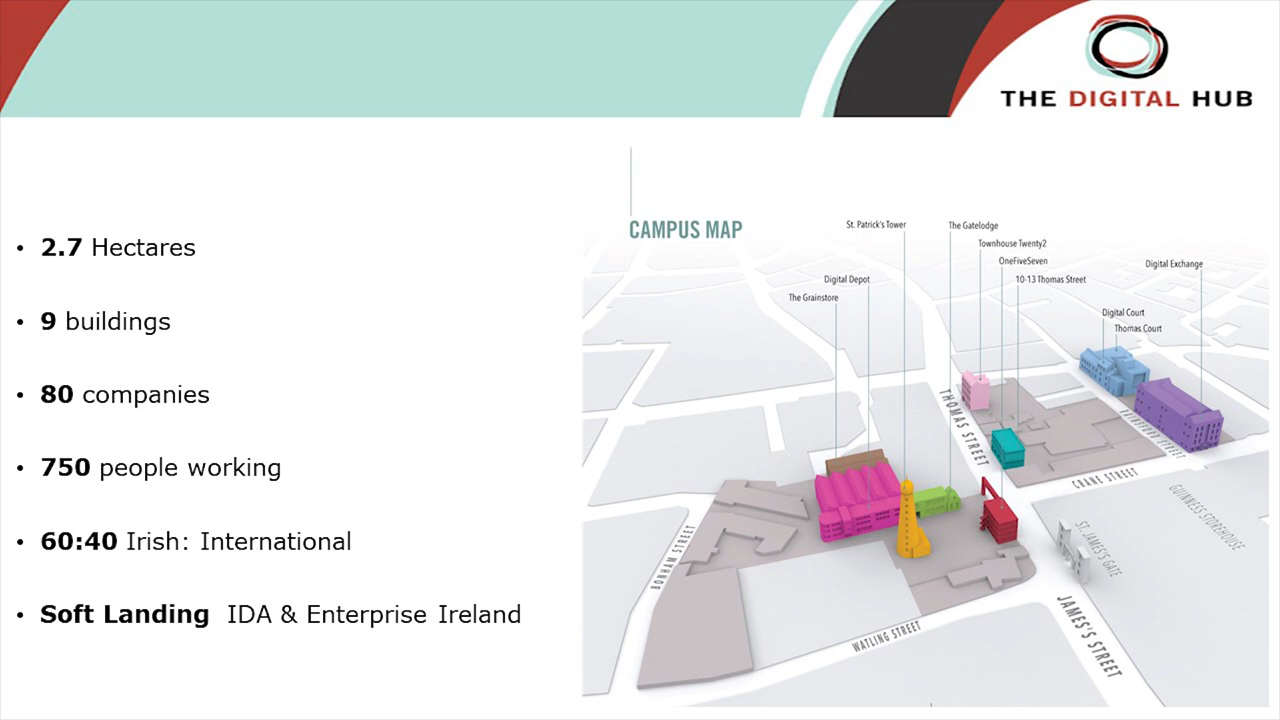 THE DIGITAL HUB
• 2.7 Hectares
• 9 buildings
• 80 companies
• 750 people working
• 60:40 Irish: International
• Soft Landing IDA & Enterprise Ireland
CAMPUS MAP
St. Patrick's Tower
The Gatelodge
Townhouse Twenty2
OneFiveSeven
10-13 Thomas Street
Digital Exchange
Digital Depot
The Grainstore
Digital Court
Thomas Court
THOMAS STREET
RAINSFORD STREET
CRANE STREET
GUINNESS STOREHOUSE
ST. JAMES'S GATE
BONHAM STREET
WATLING STREET
JAMES'S STREET